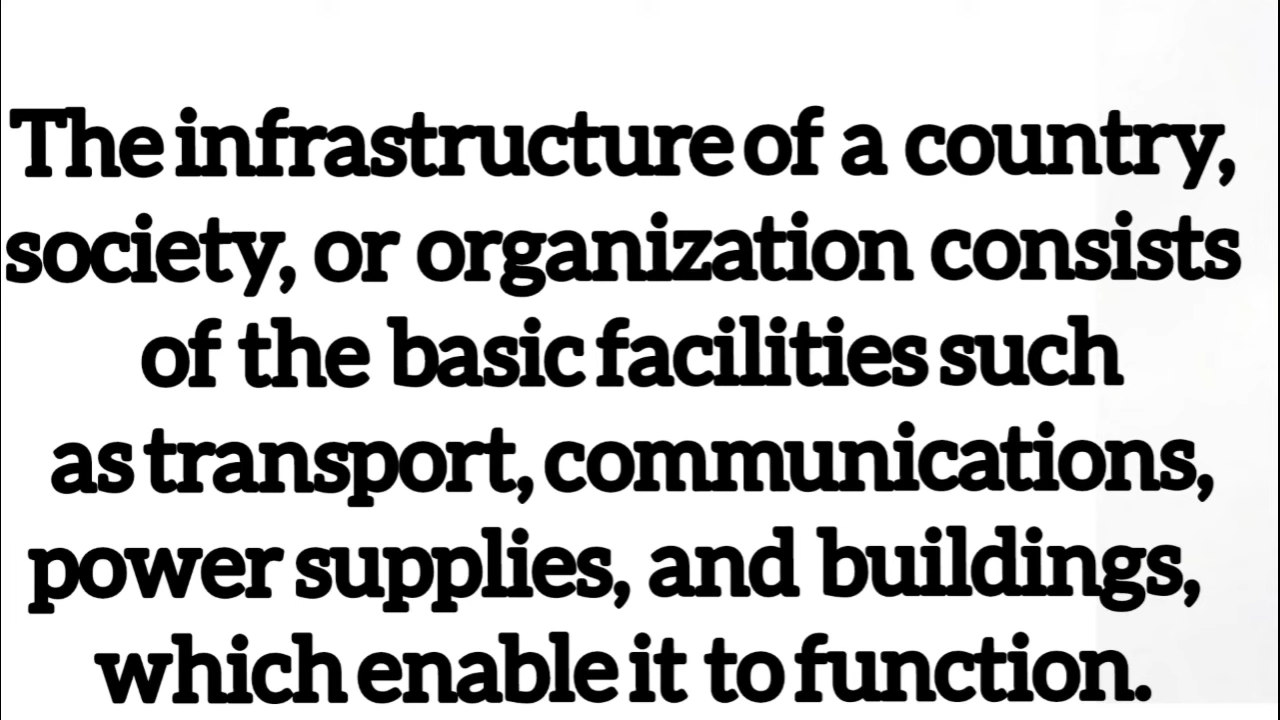 The infrastructure of a country,
society, or organization consists
of the basic facilities such
as transport, communications,
power supplies, and buildings,
which enable it to function.